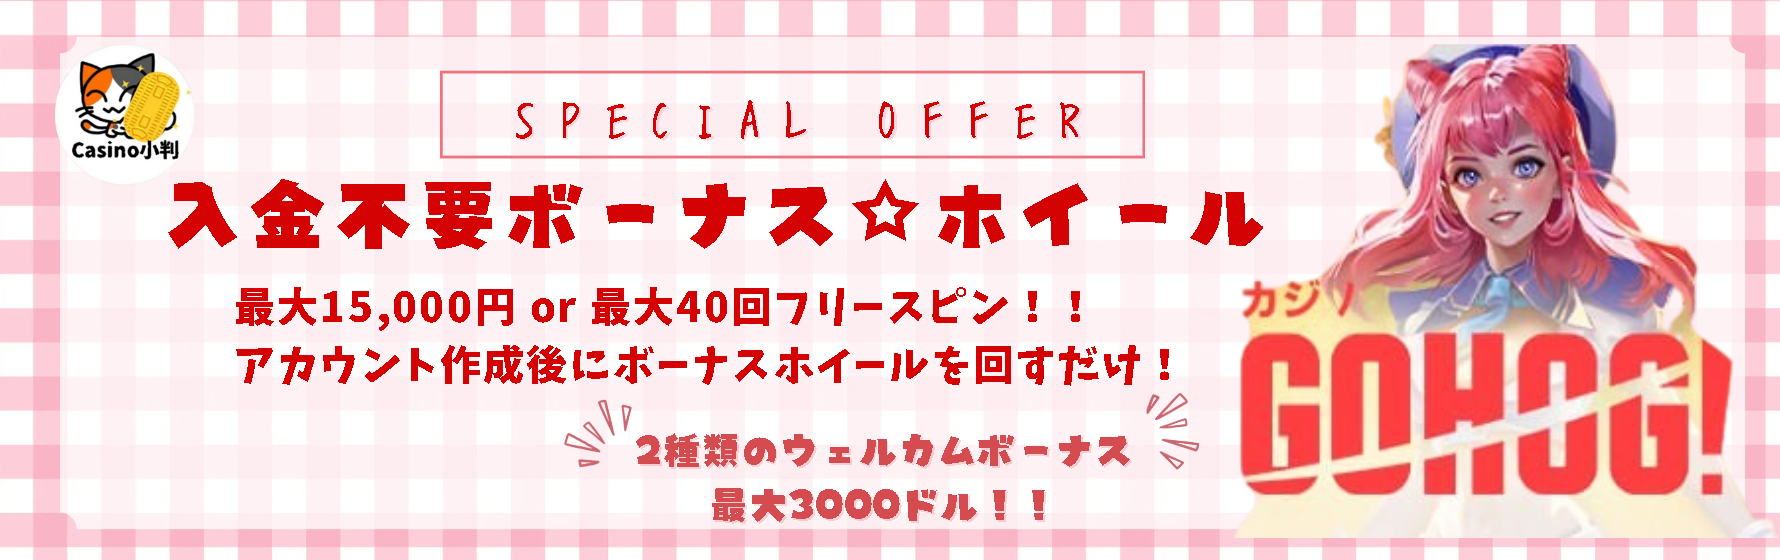 Casino小判
SPECIAL OFFER
入金不要ボーナス☆ホイール
最大15,000円 or 最大40回フリースピン！！
アカウント作成後にボーナスホイールを回すだけ！
2種類のウェルカムボーナス
最大3000ドル！！
カジノ
GOHOG!